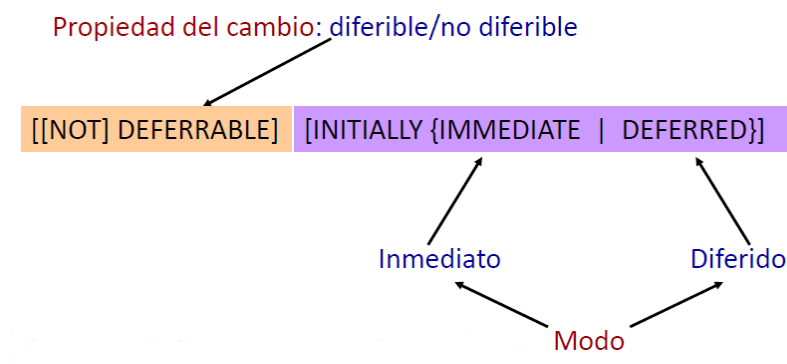 Propiedad del cambio: diferible/no diferible
[[NOT] DEFERRABLE] [INITIALLY {IMMEDIATE | DEFERRED}]
Inmediato Diferido
Modo